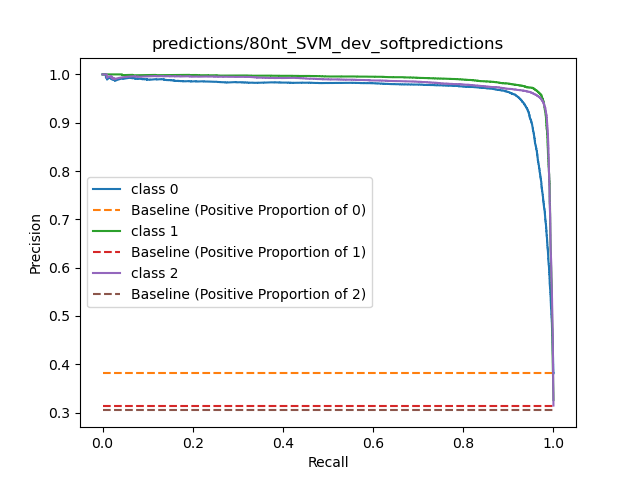 predictions/80nt_SVM_dev_softpredictions
1.0
0.9
0.8
0.7
0.6
0.5
0.4
0.3
Precision
class 0
Baseline (Positive Proportion of 0)
class 1
Baseline (Positive Proportion of 1)
class 2
Baseline (Positive Proportion of 2)
0.0 0.2 0.4 0.6 0.8 1.0
Recall